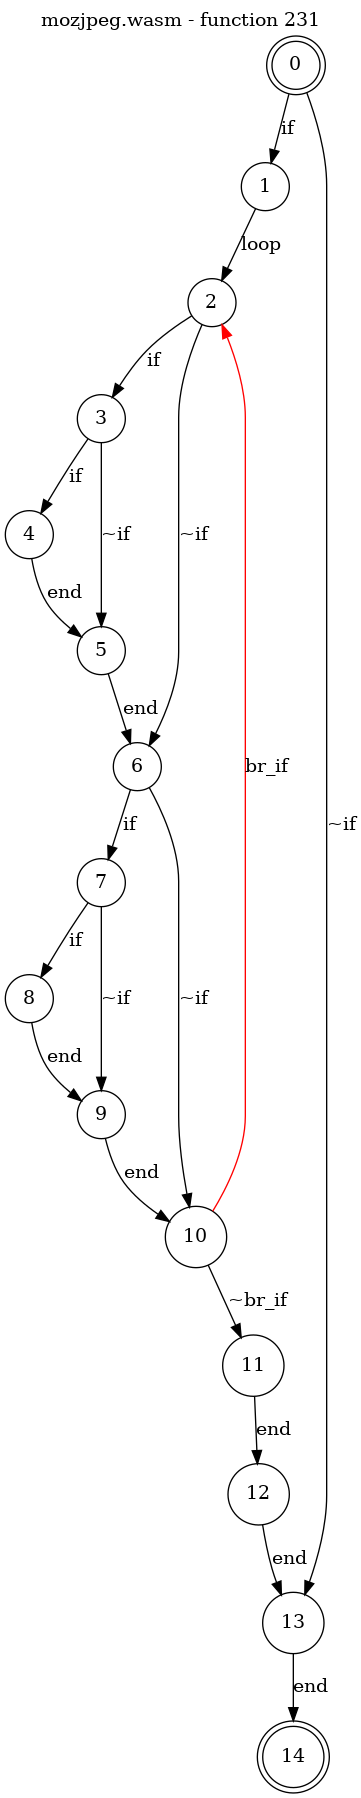 mozjpeg.wasm - function 231
0
if
1
loop
2
if
3
if
~if
~if
4
end
5
end
6
br_if
if
~if
7
if
~if
~if
8
end
9
end
10
~br_if
11
end
12
end
13
end
14